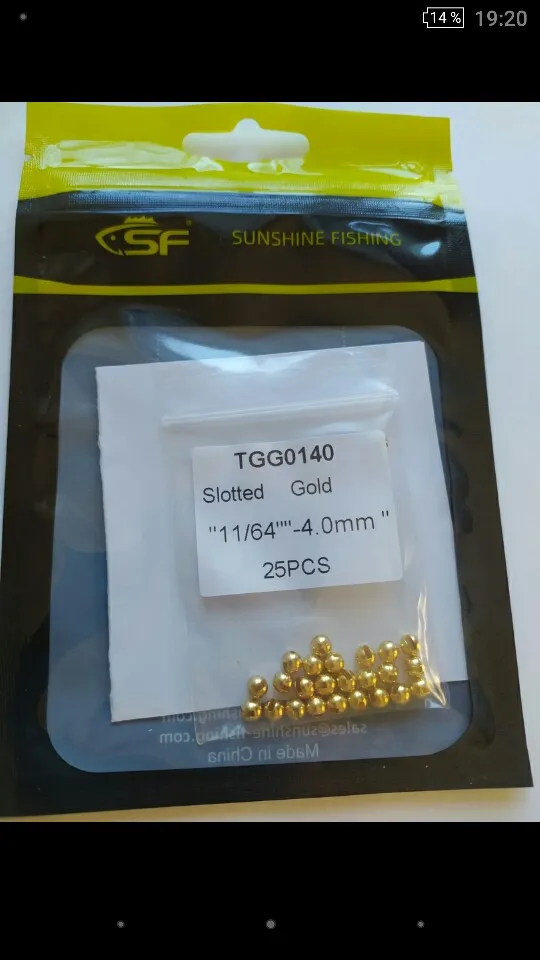 14 % 19:20
SF ® SUNSHINE FISHING
TGG0140
Slotted Gold
"11/64""-4.0mm "
25PCS
sales@sunshine-fishing.com
Made in China